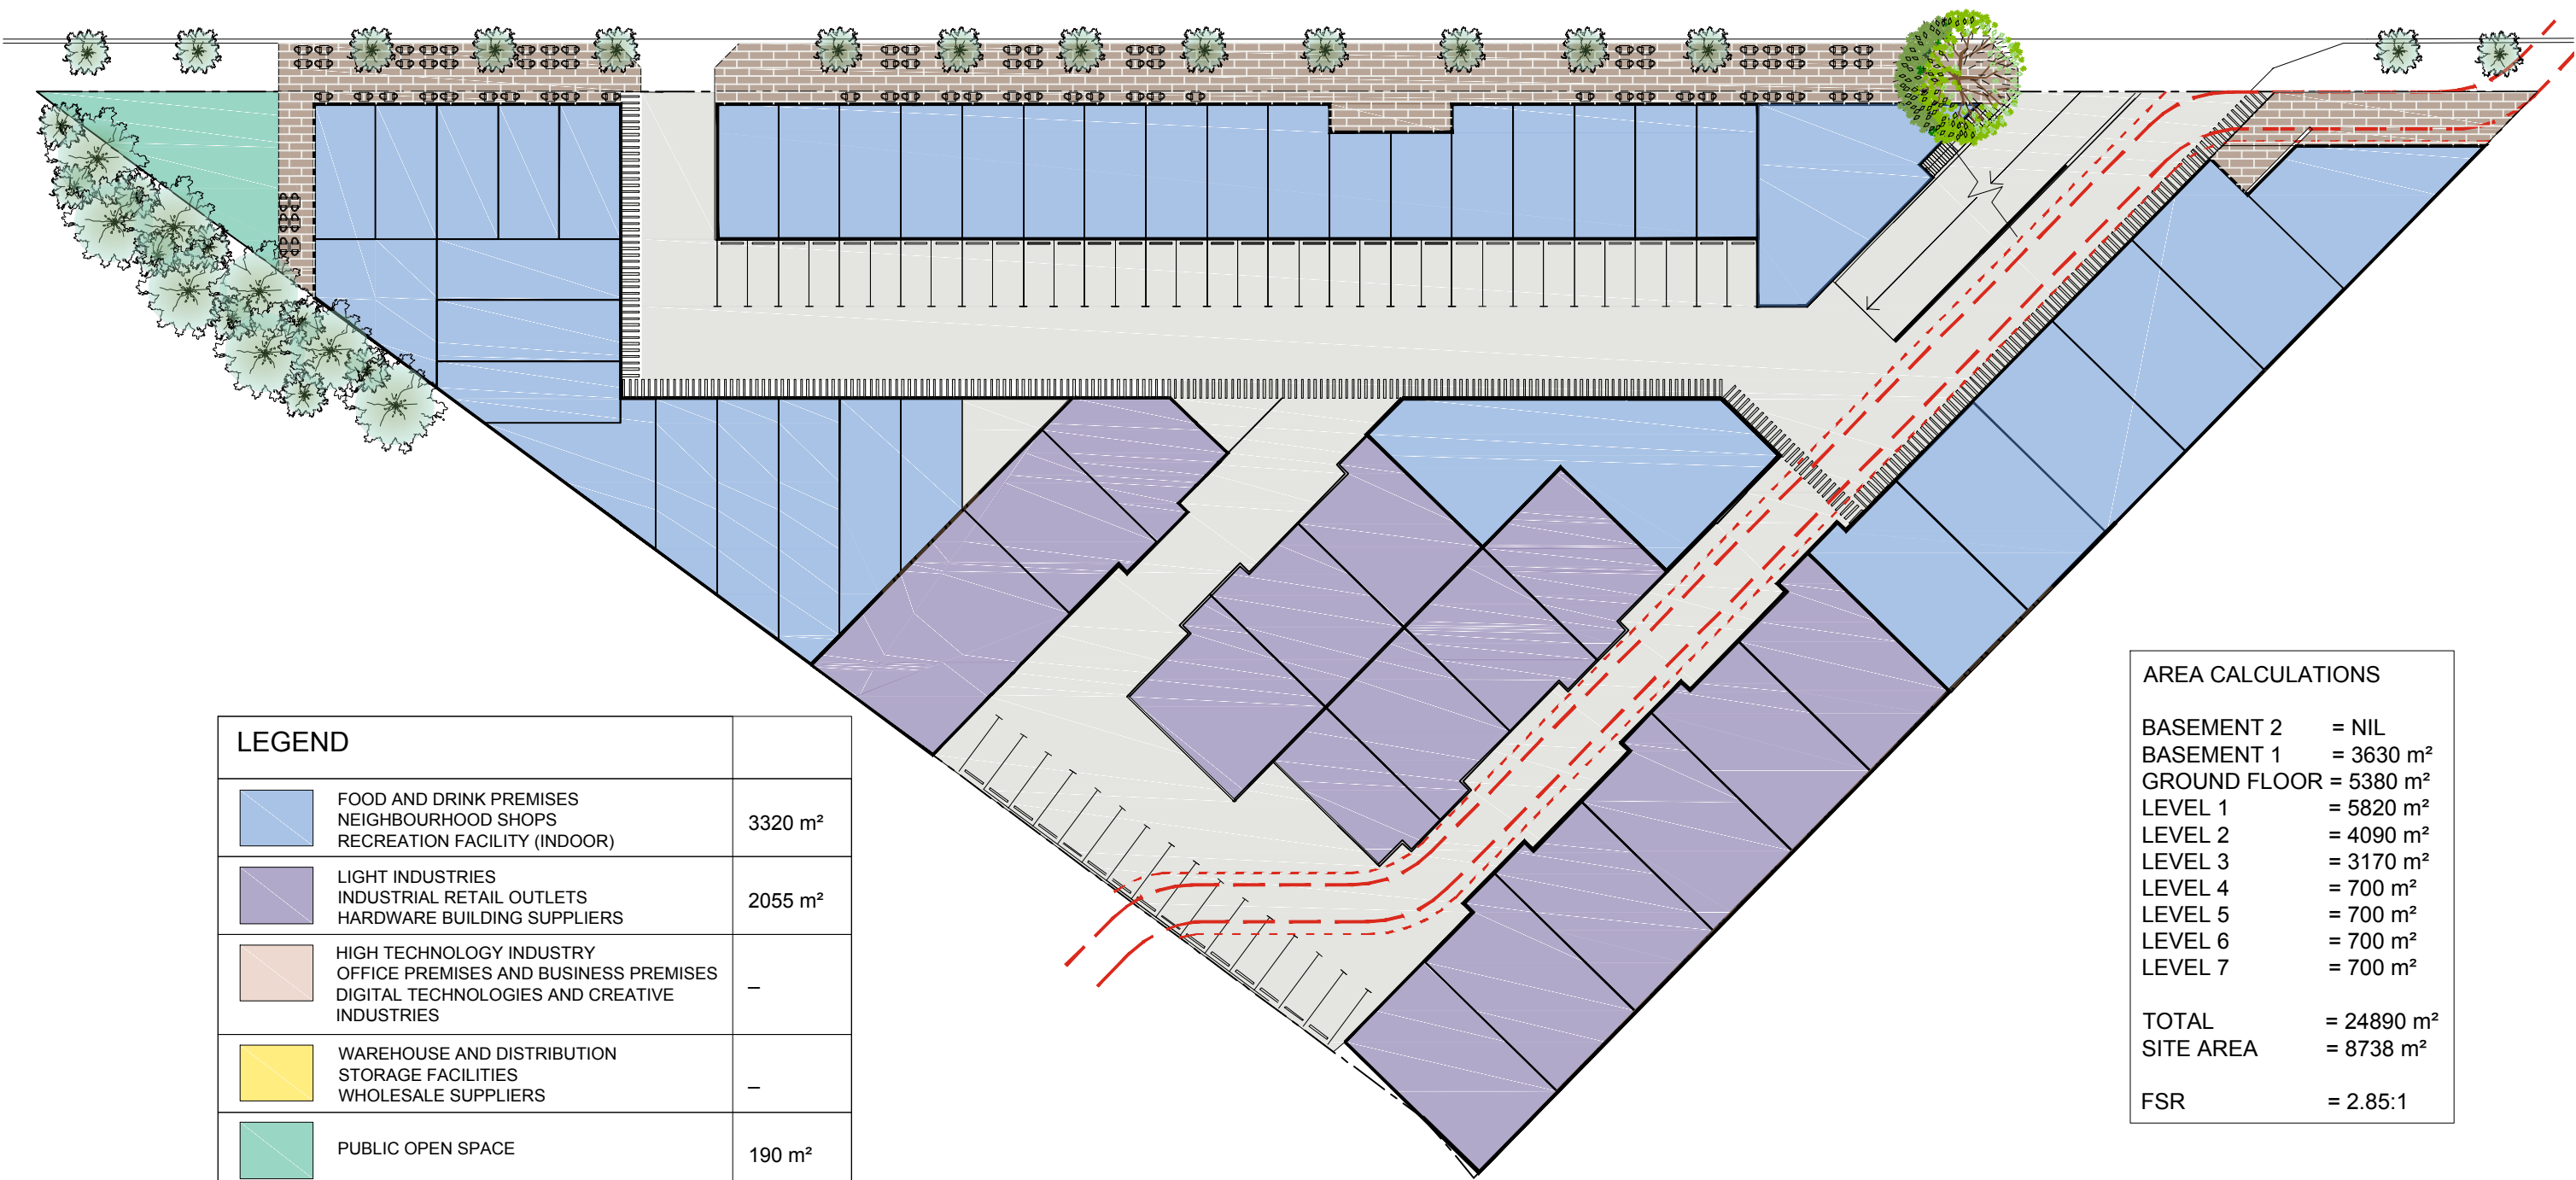 LEGEND
FOOD AND DRINK PREMISES
NEIGHBOURHOOD SHOPS
RECREATION FACILITY (INDOOR)
3320 m²
LIGHT INDUSTRIES
INDUSTRIAL RETAIL OUTLETS
HARDWARE BUILDING SUPPLIERS
2055 m²
HIGH TECHNOLOGY INDUSTRY
OFFICE PREMISES AND BUSINESS PREMISES
DIGITAL TECHNOLOGIES AND CREATIVE
INDUSTRIES
–
WAREHOUSE AND DISTRIBUTION
STORAGE FACILITIES
WHOLESALE SUPPLIERS
–
PUBLIC OPEN SPACE
190 m²
AREA CALCULATIONS
BASEMENT 2 = NIL
BASEMENT 1 = 3630 m²
GROUND FLOOR = 5380 m²
LEVEL 1 = 5820 m²
LEVEL 2 = 4090 m²
LEVEL 3 = 3170 m²
LEVEL 4 = 700 m²
LEVEL 5 = 700 m²
LEVEL 6 = 700 m²
LEVEL 7 = 700 m²
TOTAL = 24890 m²
SITE AREA = 8738 m²
FSR = 2.85:1